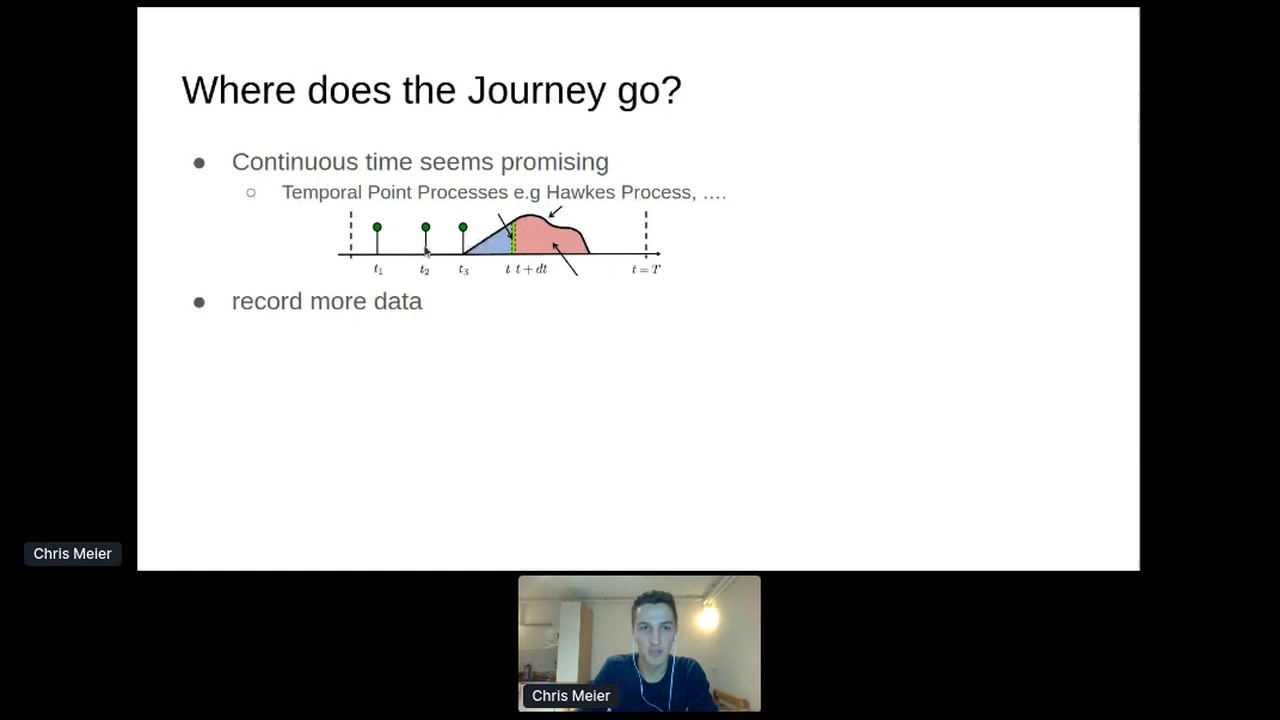 Where does the Journey go?
● Continuous time seems promising
○ Temporal Point Processes e.g Hawkes Process, ….
t₁ t₂ t₃ t t + dt t = T
● record more data
Chris Meier
Chris Meier